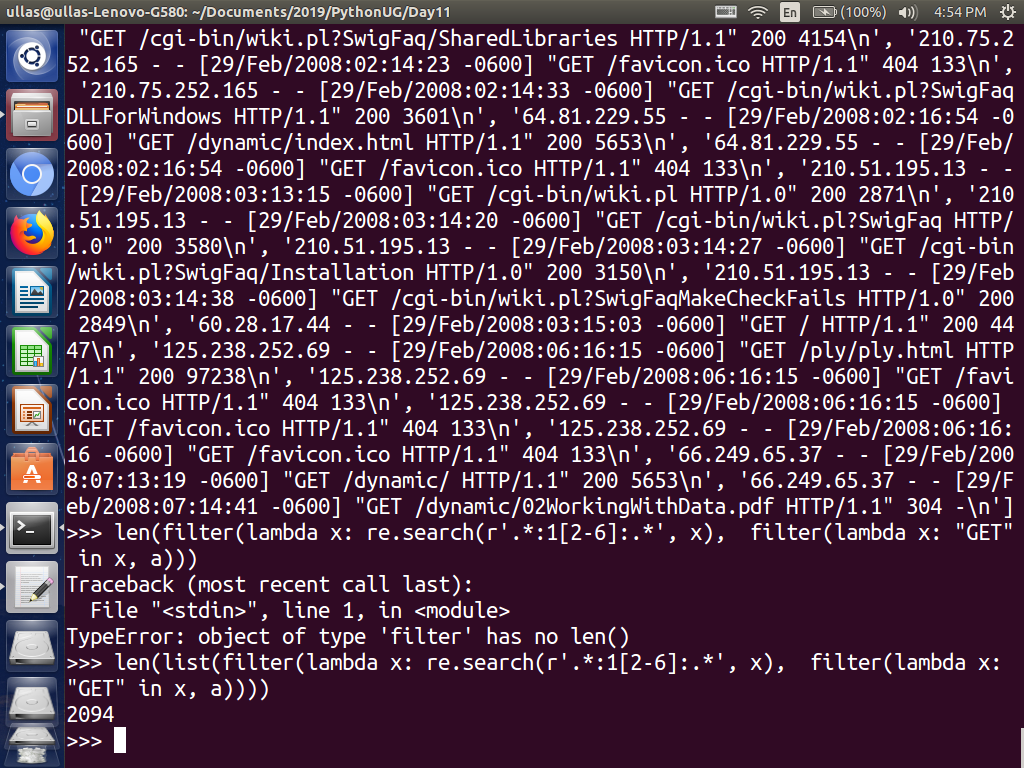 ullas@ullas-Lenovo-G580: ~/Documents/2019/PythonUG/Day11 En (100%) 4:54 PM
"GET /cgi-bin/wiki.pl?SwigFaq/SharedLibraries HTTP/1.1" 200 4154\n', '210.75.2
52.165 - - [29/Feb/2008:02:14:23 -0600] "GET /favicon.ico HTTP/1.1" 404 133\n',
'210.75.252.165 - - [29/Feb/2008:02:14:33 -0600] "GET /cgi-bin/wiki.pl?SwigFaq
DLLForWindows HTTP/1.1" 200 3601\n', '64.81.229.55 - - [29/Feb/2008:02:16:54 -0
600] "GET /dynamic/index.html HTTP/1.1" 200 5653\n', '64.81.229.55 - - [29/Feb/
2008:02:16:54 -0600] "GET /favicon.ico HTTP/1.1" 404 133\n', '210.51.195.13 - -
[29/Feb/2008:03:13:15 -0600] "GET /cgi-bin/wiki.pl HTTP/1.0" 200 2871\n', '210
.51.195.13 - - [29/Feb/2008:03:14:20 -0600] "GET /cgi-bin/wiki.pl?SwigFaq HTTP/
1.0" 200 3580\n', '210.51.195.13 - - [29/Feb/2008:03:14:27 -0600] "GET /cgi-bin
/wiki.pl?SwigFaq/Installation HTTP/1.0" 200 3150\n', '210.51.195.13 - - [29/Feb
/2008:03:14:38 -0600] "GET /cgi-bin/wiki.pl?SwigFaqMakeCheckFails HTTP/1.0" 200
2849\n', '60.28.17.44 - - [29/Feb/2008:03:15:03 -0600] "GET / HTTP/1.1" 200 44
47\n', '125.238.252.69 - - [29/Feb/2008:06:16:15 -0600] "GET /ply/ply.html HTTP
/1.1" 200 97238\n', '125.238.252.69 - - [29/Feb/2008:06:16:15 -0600] "GET /favi
con.ico HTTP/1.1" 404 133\n', '125.238.252.69 - - [29/Feb/2008:06:16:15 -0600]
"GET /favicon.ico HTTP/1.1" 404 133\n', '125.238.252.69 - - [29/Feb/2008:06:16:
16 -0600] "GET /favicon.ico HTTP/1.1" 404 133\n', '66.249.65.37 - - [29/Feb/200
8:07:13:19 -0600] "GET /dynamic/ HTTP/1.1" 200 5653\n', '66.249.65.37 - - [29/F
eb/2008:07:14:41 -0600] "GET /dynamic/02WorkingWithData.pdf HTTP/1.1" 304 -\n']
>>> len(filter(lambda x: re.search(r'.*:1[2-6]:.*', x),  filter(lambda x: "GET"
in x, a)))
Traceback (most recent call last):
  File "<stdin>", line 1, in <module>
TypeError: object of type 'filter' has no len()
>>> len(list(filter(lambda x: re.search(r'.*:1[2-6]:.*', x),  filter(lambda x:
"GET" in x, a))))
2094
>>>